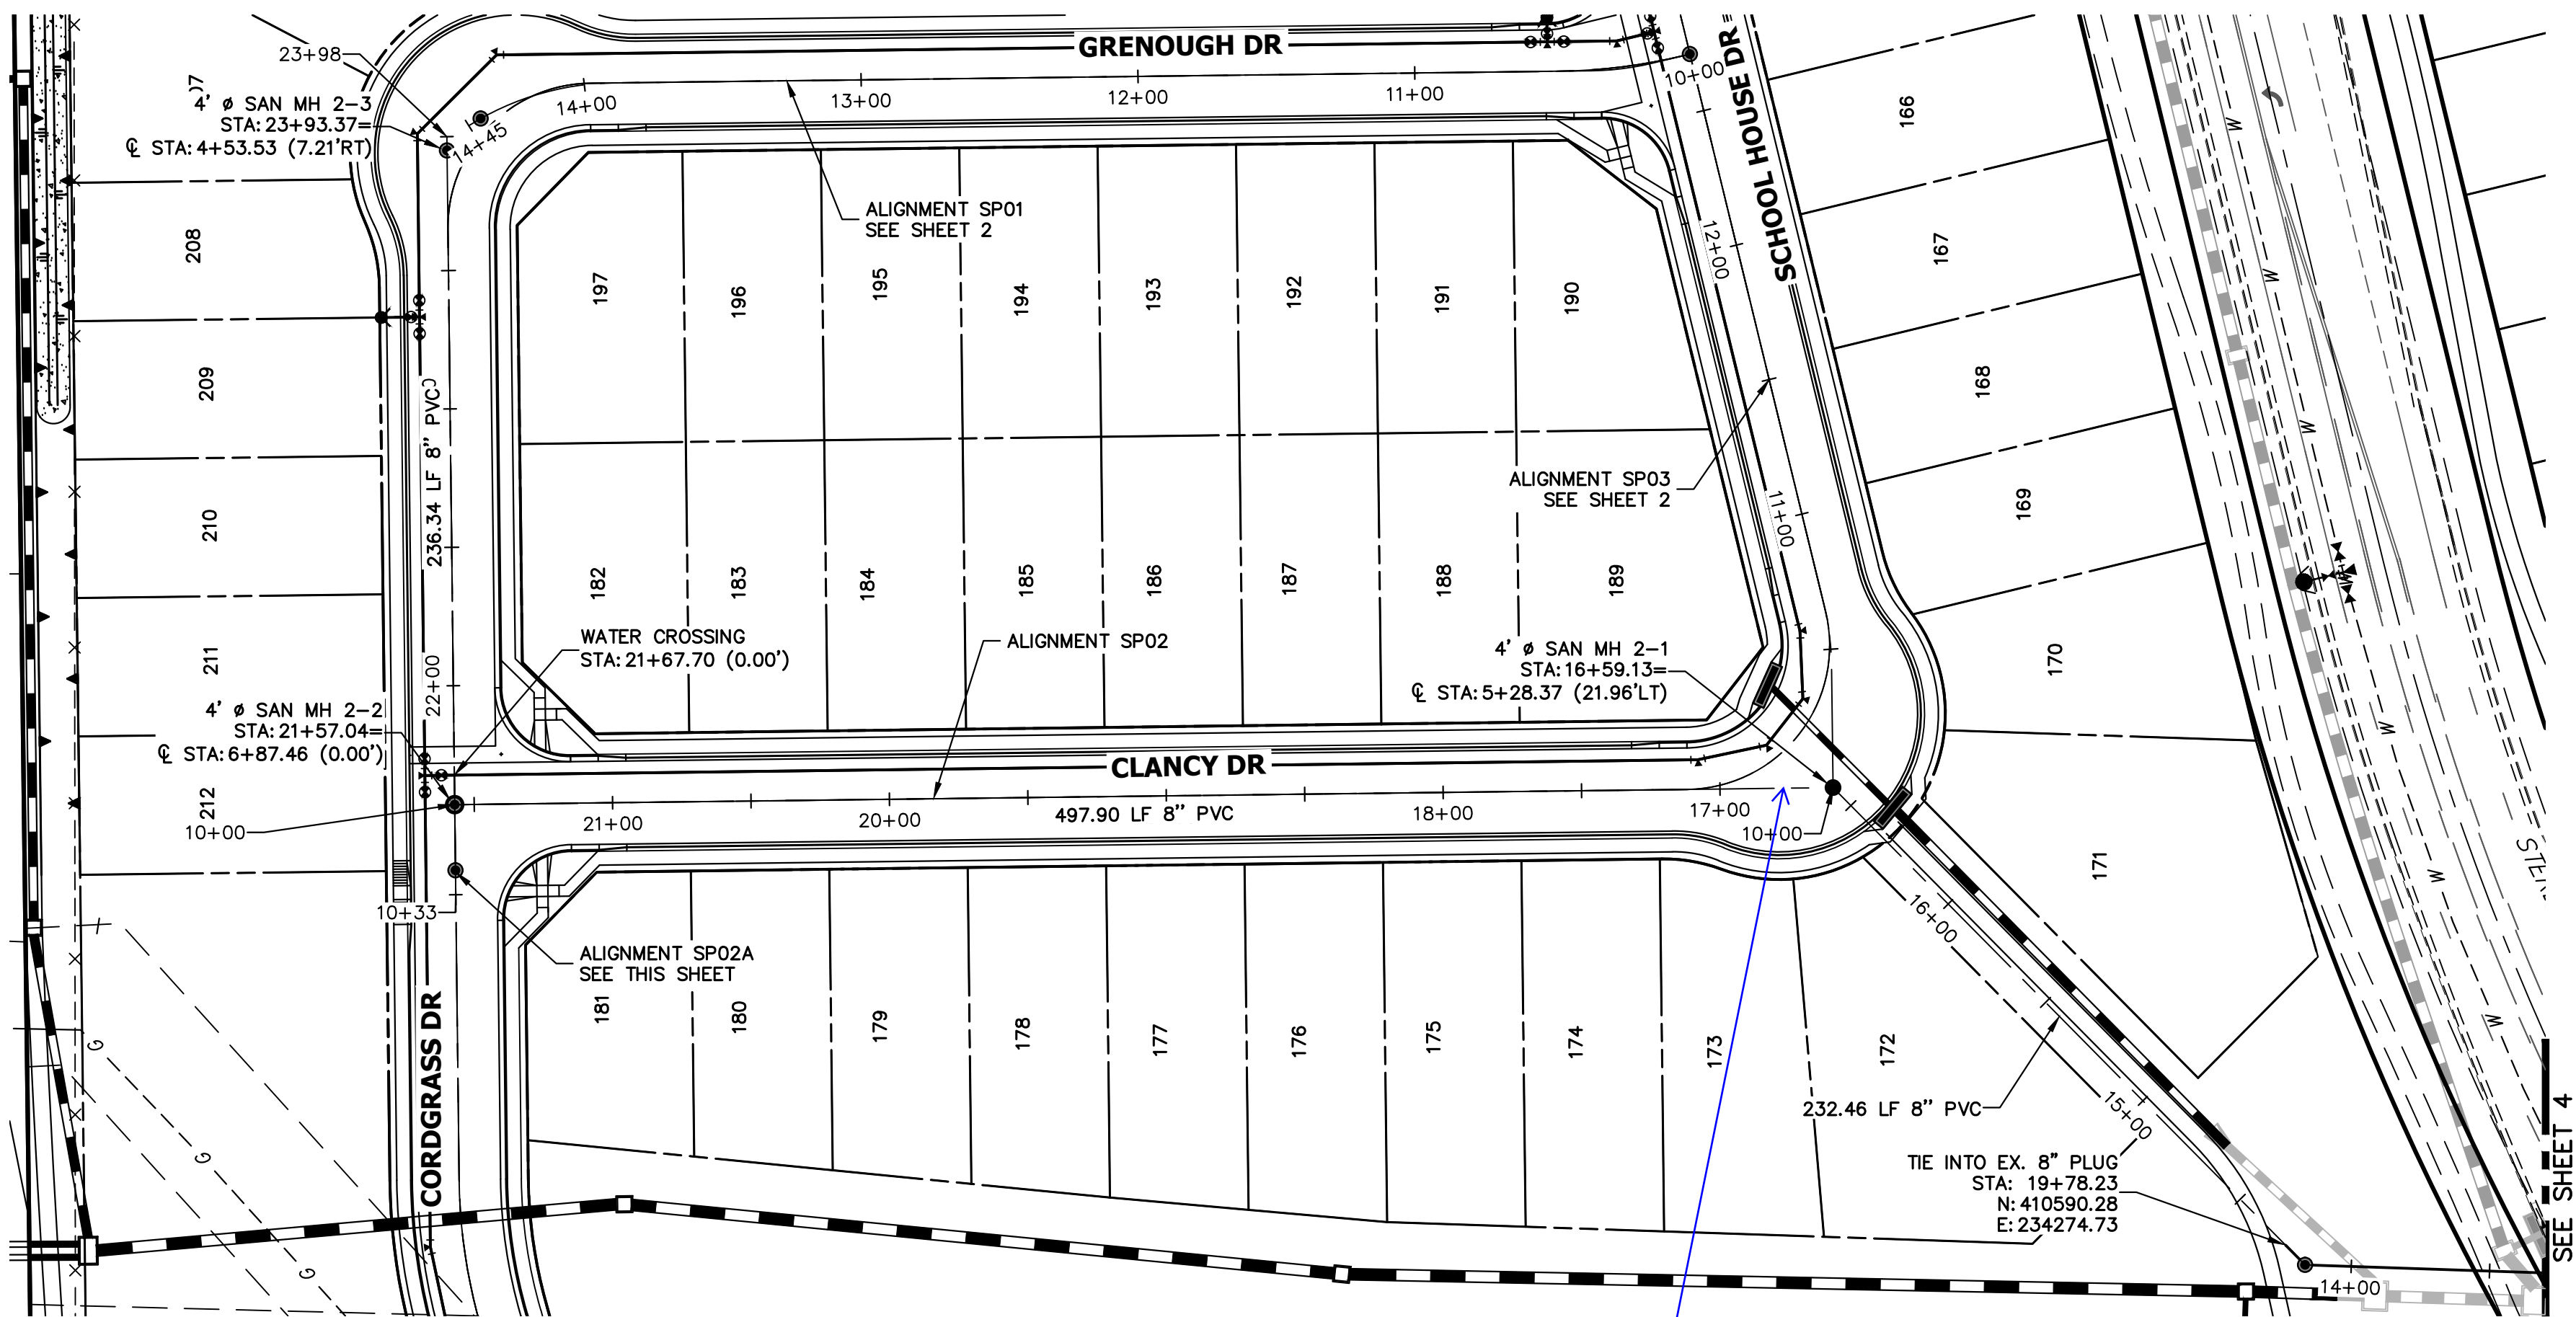 GRENOUGH DR
SCHOOL HOUSE DR
23+98
4' Ø SAN MH 2-3
STA: 23+93.37=
℄ STA: 4+53.53 (7.21'RT)
14+45
14+00
13+00
12+00
11+00
10+00
166
167
168
169
170
171
208
209
210
211
212
ALIGNMENT SP01
SEE SHEET 2
197
196
195
194
193
192
191
190
12+00
ALIGNMENT SP03
SEE SHEET 2
11+00
236.34 LF 8" PVC
182
183
184
185
186
187
188
189
WATER CROSSING
STA: 21+67.70 (0.00')
ALIGNMENT SP02
4' Ø SAN MH 2-1
STA: 16+59.13=
℄ STA: 5+28.37 (21.96'LT)
22+00
4' Ø SAN MH 2-2
STA: 21+57.04=
℄ STA: 6+87.46 (0.00')
CLANCY DR
10+00
21+00
20+00
497.90 LF 8" PVC
18+00
17+00
10+00
10+33
ALIGNMENT SP02A
SEE THIS SHEET
CORDGRASS DR
181
180
179
178
177
176
175
174
173
172
16+00
15+00
232.46 LF 8" PVC
TIE INTO EX. 8" PLUG
STA: 19+78.23
N: 410590.28
E: 234274.73
14+00
SEE SHEET 4
W
W
W
W
W
W
W
G
G
G